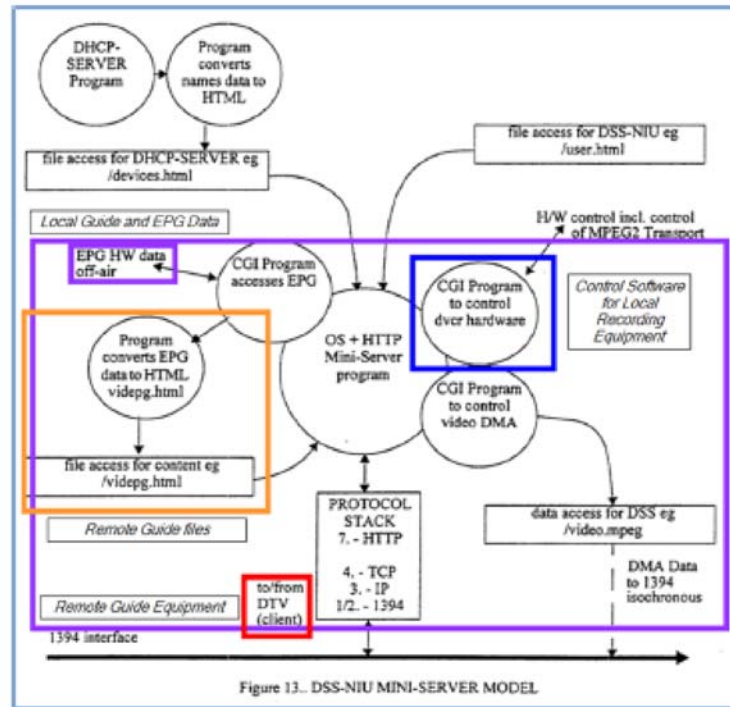 DHCP-
SERVER
Program
Program
converts
names data to
HTML
file access for DHCP-SERVER eg
/devices.html
file access for DSS-NIU eg
/user.html
Local Guide and EPG Data
H/W control incl. control
of MPEG2 Transport
EPG HW data
off-air
CGI Program
accesses EPG
CGI Program
to control
dvcr hardware
Control Software
for Local
Recording
Equipment
Program
converts EPG
data to HTML
videpg.html
OS + HTTP
Mini-Server
program
CGI Program
to control
video DMA
file access for content eg
/videpg.html
Remote Guide files
PROTOCOL
STACK
7. - HTTP
4. - TCP
3. - IP
1/2. - 1394
data access for DSS eg
/video.mpeg
DMA Data
to 1394
isochronous
Remote Guide Equipment
to/from
DTV
(client)
1394 interface
Figure 13.. DSS-NIU MINI-SERVER MODEL